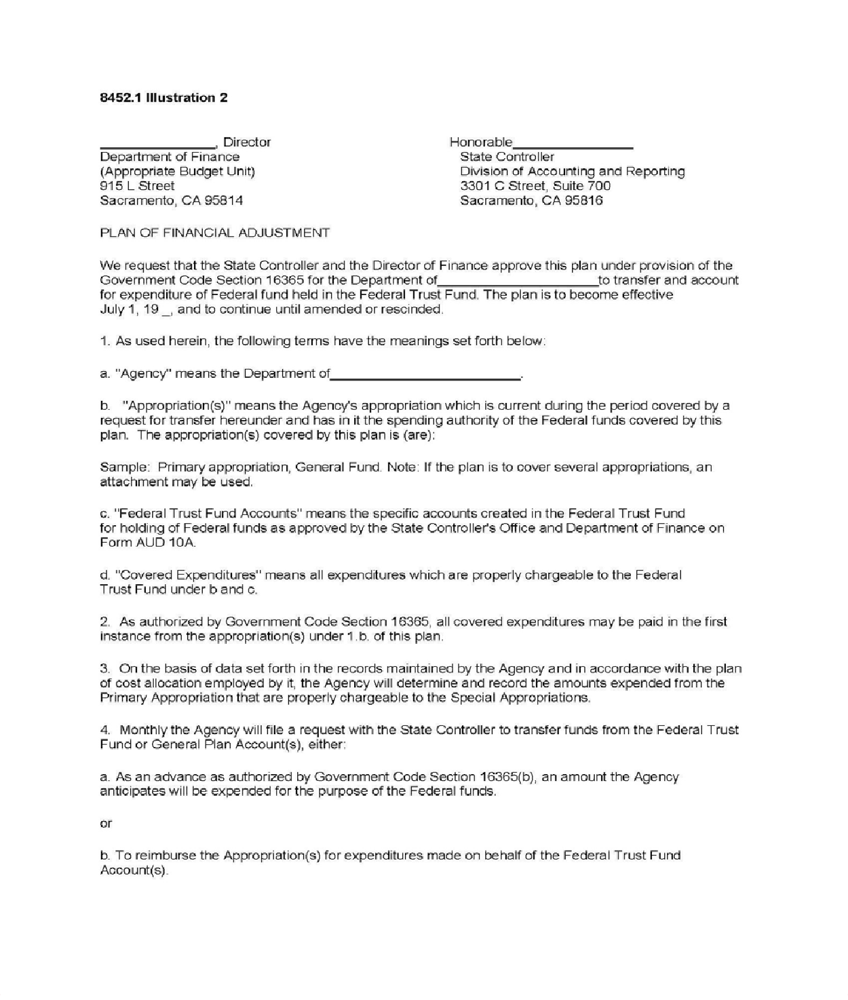 8452.1 Illustration 2
________________, Director
Department of Finance
(Appropriate Budget Unit)
915 L Street
Sacramento, CA 95814
Honorable_________________
State Controller
Division of Accounting and Reporting
3301 C Street, Suite 700
Sacramento, CA 95816
PLAN OF FINANCIAL ADJUSTMENT
We request that the State Controller and the Director of Finance approve this plan under provision of the
Government Code Section 16365 for the Department of______________________to transfer and account
for expenditure of Federal fund held in the Federal Trust Fund. The plan is to become effective
July 1, 19 _, and to continue until amended or rescinded.
1. As used herein, the following terms have the meanings set forth below:
a. "Agency" means the Department of__________________________.
b. "Appropriation(s)" means the Agency's appropriation which is current during the period covered by a
request for transfer hereunder and has in it the spending authority of the Federal funds covered by this
plan. The appropriation(s) covered by this plan is (are):
Sample: Primary appropriation, General Fund. Note: If the plan is to cover several appropriations, an
attachment may be used.
c. "Federal Trust Fund Accounts" means the specific accounts created in the Federal Trust Fund
for holding of Federal funds as approved by the State Controller's Office and Department of Finance on
Form AUD 10A.
d. "Covered Expenditures" means all expenditures which are properly chargeable to the Federal
Trust Fund under b and c.
2. As authorized by Government Code Section 16365, all covered expenditures may be paid in the first
instance from the appropriation(s) under 1.b. of this plan.
3. On the basis of data set forth in the records maintained by the Agency and in accordance with the plan
of cost allocation employed by it, the Agency will determine and record the amounts expended from the
Primary Appropriation that are properly chargeable to the Special Appropriations.
4. Monthly the Agency will file a request with the State Controller to transfer funds from the Federal Trust
Fund or General Plan Account(s), either:
a. As an advance as authorized by Government Code Section 16365(b), an amount the Agency
anticipates will be expended for the purpose of the Federal funds.
or
b. To reimburse the Appropriation(s) for expenditures made on behalf of the Federal Trust Fund
Account(s).